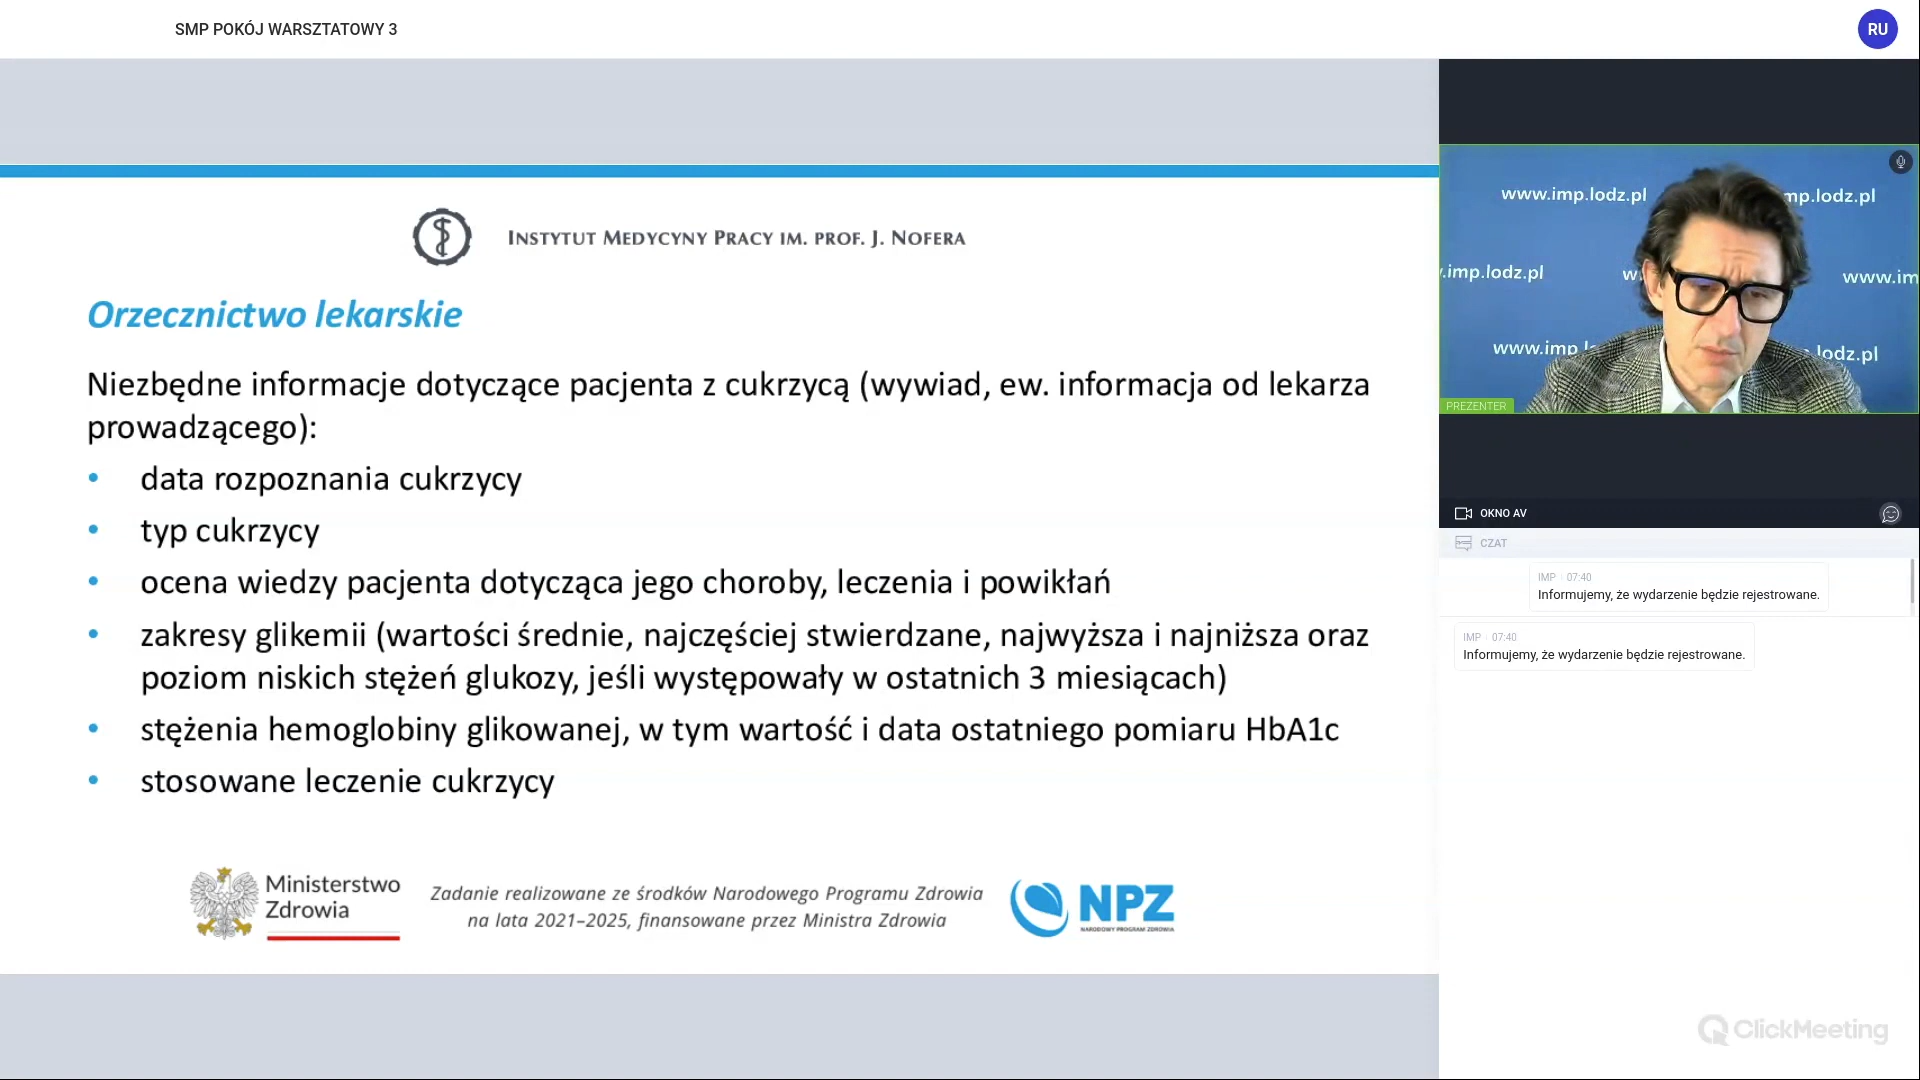 SMP POKÓJ WARSZTATOWY 3
RU
INSTYTUT MEDYCYNY PRACY IM. PROF. J. NOFERA
Orzecznictwo lekarskie
Niezbędne informacje dotyczące pacjenta z cukrzycą (wywiad, ew. informacja od lekarza
prowadzącego):
• data rozpoznania cukrzycy
• typ cukrzycy
• ocena wiedzy pacjenta dotycząca jego choroby, leczenia i powikłań
• zakresy glikemii (wartości średnie, najczęściej stwierdzane, najwyższa i najniższa oraz
poziom niskich stężeń glukozy, jeśli występowały w ostatnich 3 miesiącach)
• stężenia hemoglobiny glikowanej, w tym wartość i data ostatniego pomiaru HbA1c
• stosowane leczenie cukrzycy
Ministerstwo
Zdrowia
Zadanie realizowane ze środków Narodowego Programu Zdrowia
na lata 2021–2025, finansowane przez Ministra Zdrowia
NPZ
NARODOWY PROGRAM ZDROWIA
www.imp.lodz.pl
mp.lodz.pl
.imp.lodz.pl
w
www.im
www.imp.l
lodz.pl
PREZENTER
OKNO AV
CZAT
IMP 07:40
Informujemy, że wydarzenie będzie rejestrowane.
IMP 07:40
Informujemy, że wydarzenie będzie rejestrowane.
ClickMeeting